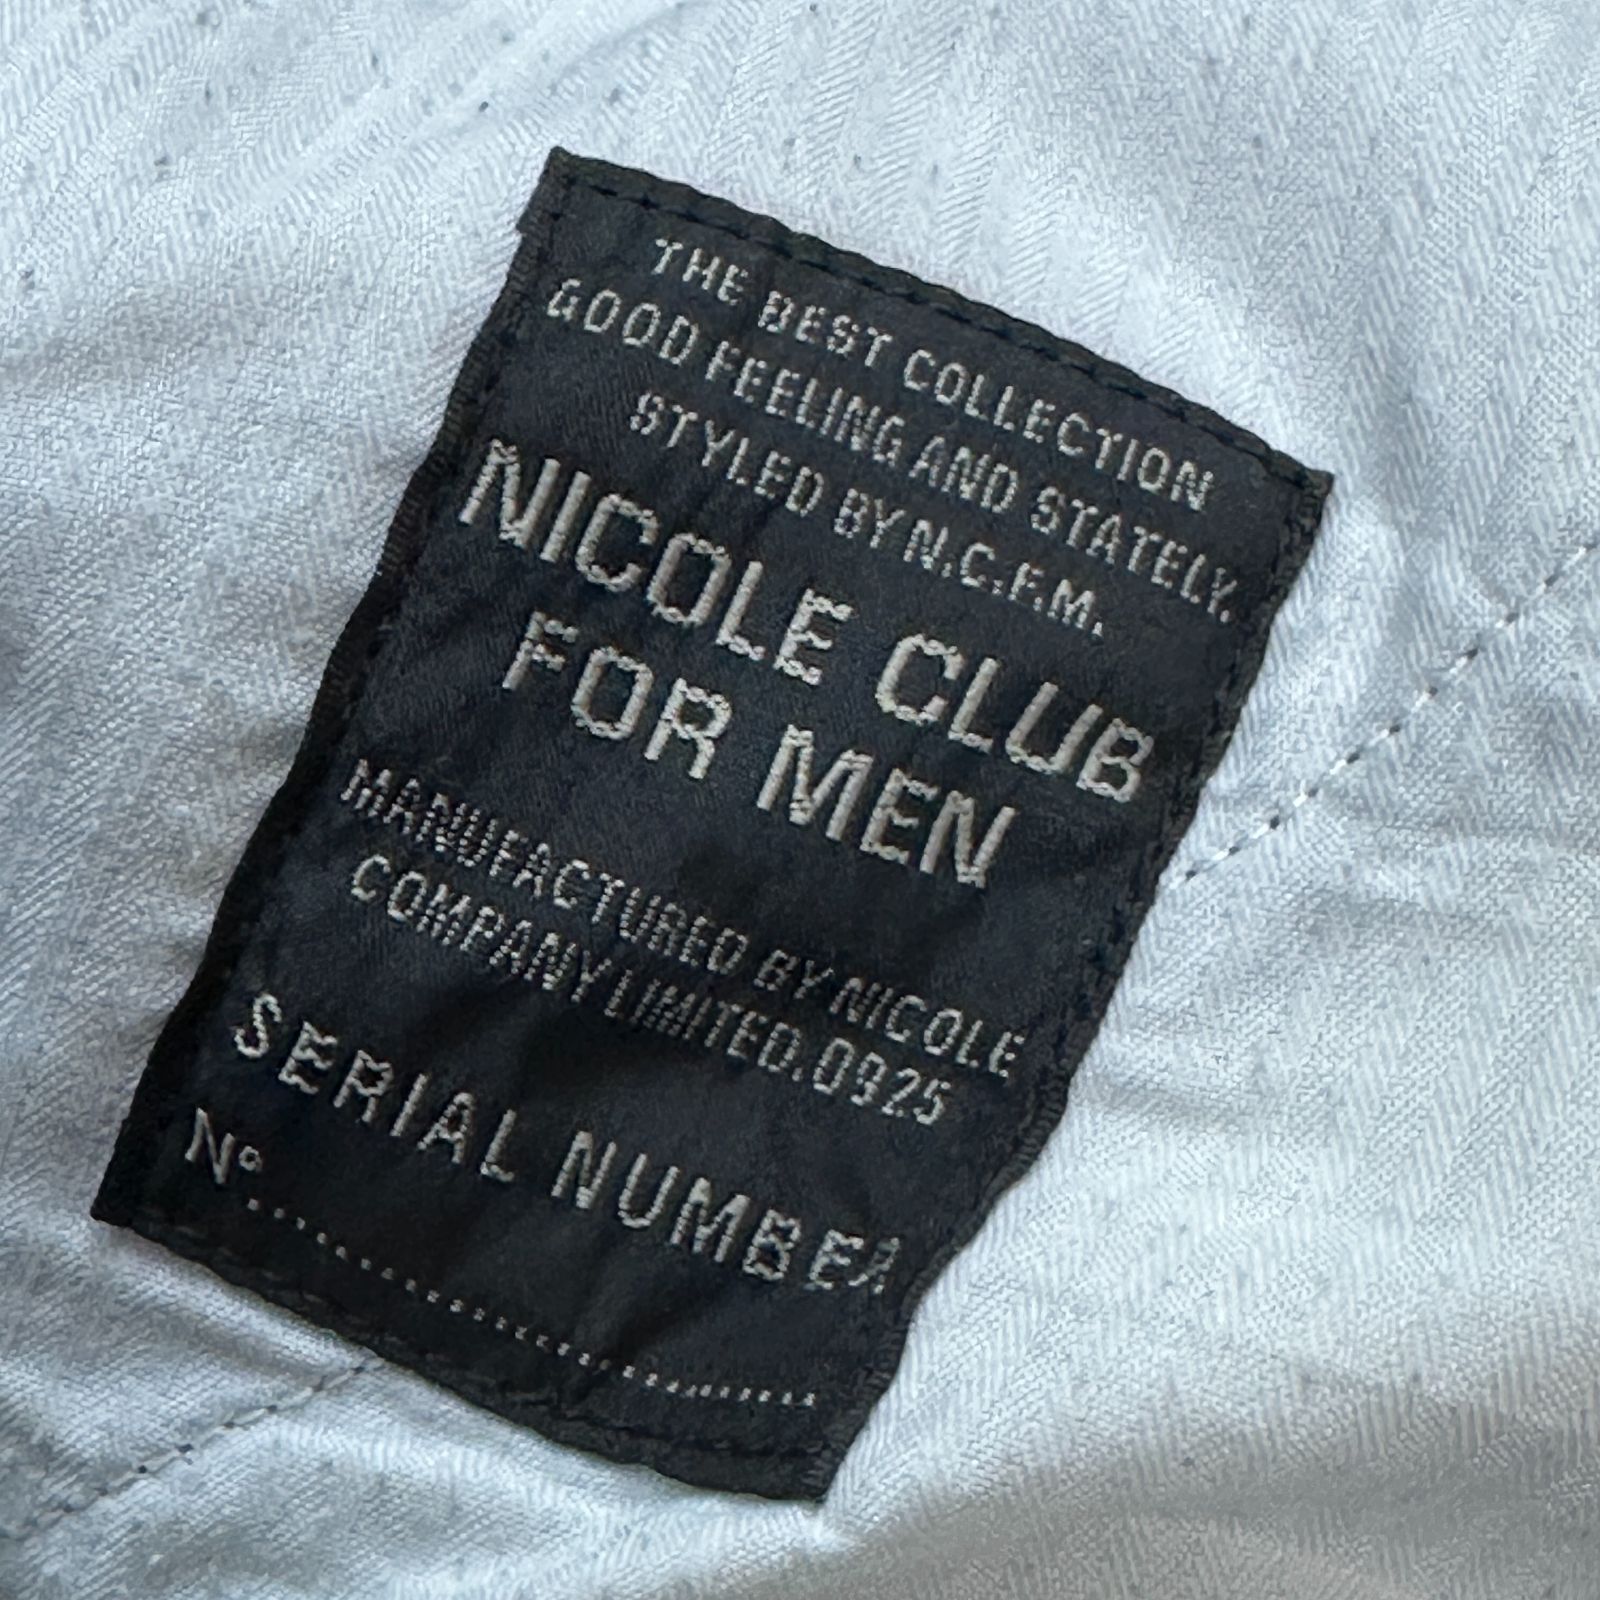 THE BEST COLLECTION
GOOD FEELING AND STATELY.
STYLED BY N.C.F.M.
NICOLE CLUB
FOR MEN
MANUFACTURED BY NICOLE
COMPANY LIMITED.0925
SERIAL NUMBER
Nº..............................